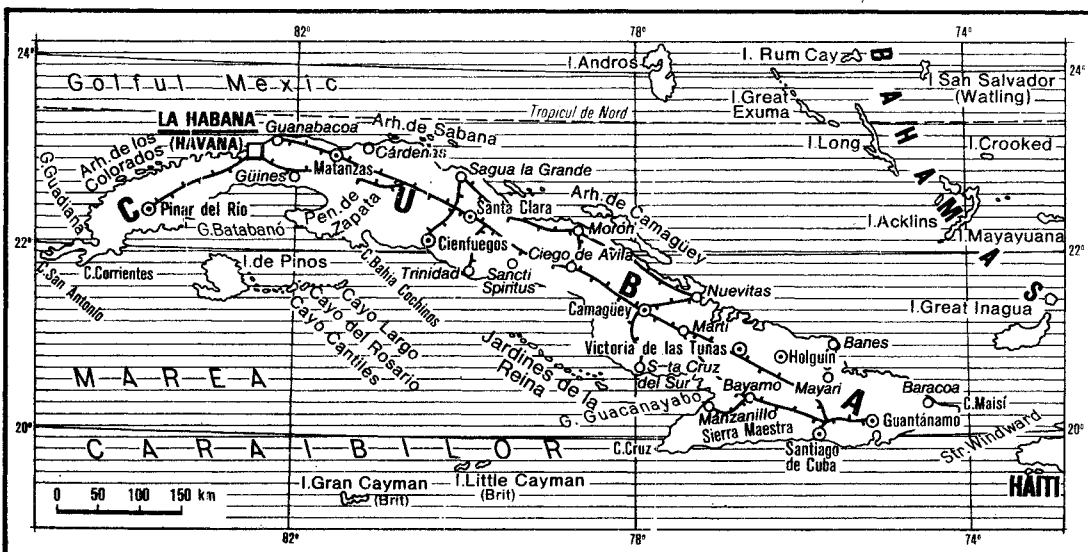 82°
78°
74°
24°
24°
Golful Mexic
I.Andros
I. Rum Cay
I San Salvador
(Watling)
I.Great
Exuma
Tropicul de Nord
BAHAMAS
LA HABANA
(HAVANA)
Guanabacoa
Arh.de Sabana
Cárdenas
Matanzas
Arh.de los
Colorados
G.Guadiana
Güines
Sagua la Grande
I.Long
I.Crooked
CUBA
Pinar del Río
Pen.de
Zapata
Santa Clara
Arh.de Camagüey
I.Acklins
I.Mayayuana
G.Batabanó
Cienfuegos
Morón
Ciego de Avila
22°
22°
C.Corrientes
C.San Antonio
I.de Pinos
C.Bahia Cochinos
Trinidad
Sancti
Spiritus
Nuevitas
Cayo Largo
Cayo del Rosario
Cayo Cantiles
Camagüey
Marti
I.Great Inagua
Jardines de la
Reina
Victoria de las Tuñas
Holguín
Banes
S-ta Cruz
del Sur
MAREA
Bayamo
Mayari
Baracoa
C.Maisí
G. Guacanayabo
Manzanillo
Guantánamo
20°
20°
Sierra Maestra
CARAIBILOR
C.Cruz
Santiago
de Cuba
Str.Windward
I.Gran Cayman
(Brit)
I.Little Cayman
(Brit)
HAÏTI
0 50 100 150 km
82°
78°
74°